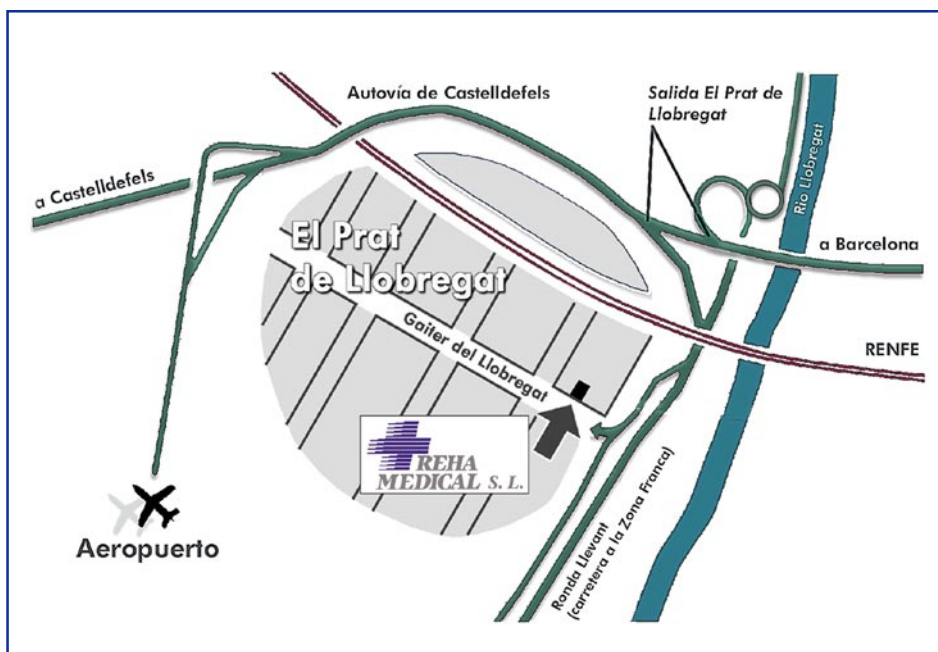 Autovía de Castelldefels
Salida El Prat de
Llobregat
Rio Llobregat
a Castelldefels
a Barcelona
El Prat
de Llobregat
Gaiter del Llobregat
RENFE
REHA
MEDICAL S. L.
Ronda Llevant
(carretera a la Zona Franca)
Aeropuerto